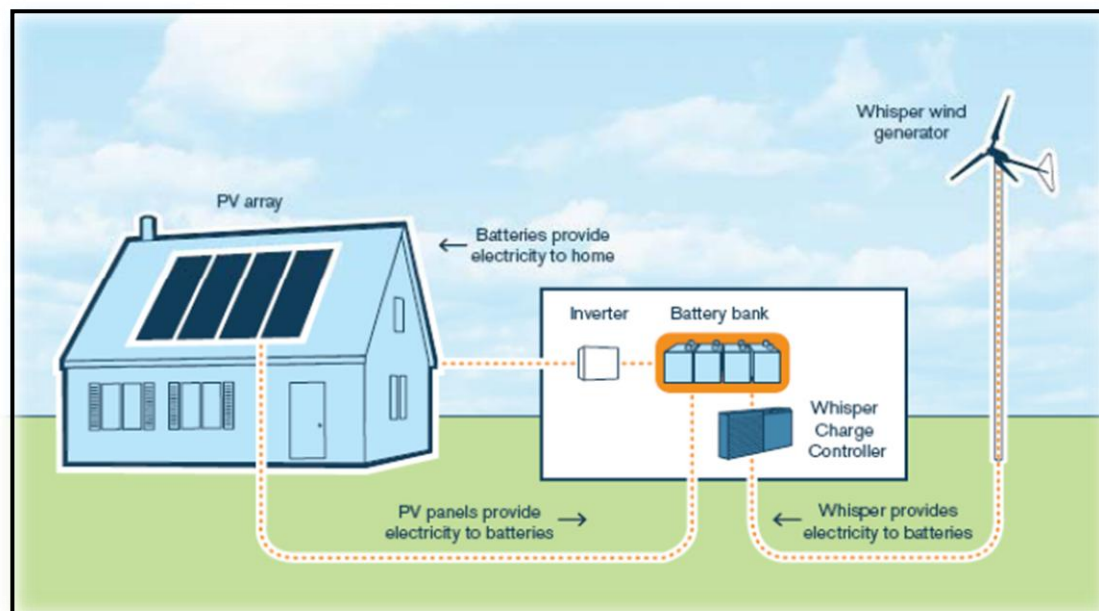 Whisper wind
generator
PV array
Batteries provide
electricity to home
Inverter
Battery bank
Whisper
Charge
Controller
PV panels provide
electricity to batteries
Whisper provides
electricity to batteries